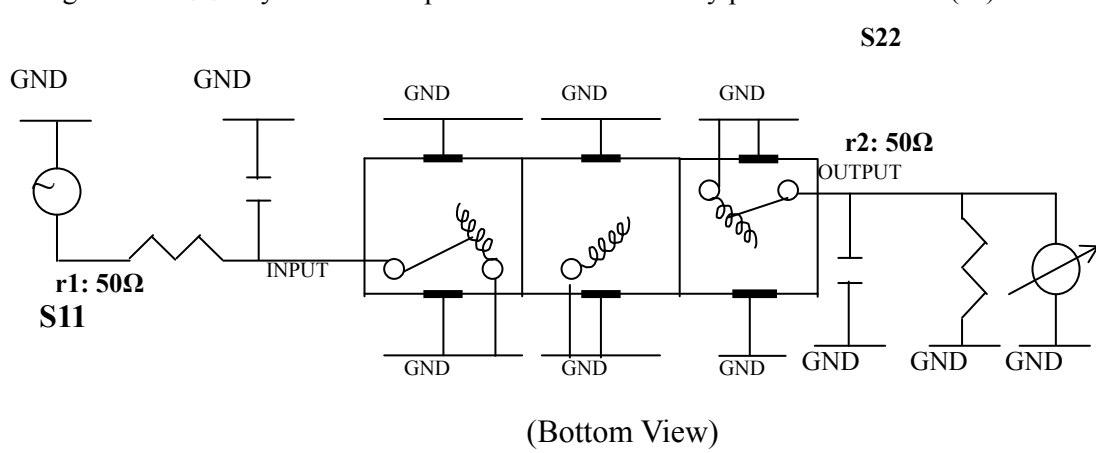 S22
GND GND GND GND GND
r2: 50Ω
OUTPUT
INPUT
r1: 50Ω
S11
GND GND GND GND GND GND
(Bottom View)